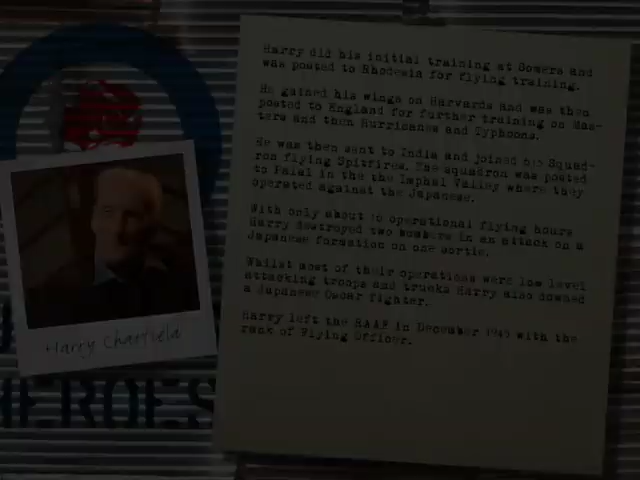 Harry did his initial training at Somers and
was posted to Rhodesia for flying training.
He gained his wings on Harvards and was then
posted to England for further training on Mas-
ters and then Hurricanes and Typhoons.
He was then sent to India and joined Squad-
ron flying Spitfires. The squadron was posted
to Palal in the the Imphal Valley where they
operated against the Japanese.
With only about operational flying hours
Harry destroyed two bombers in an attack on a
Japanese formation on one sortie.
Whilst most of their operations were low level
attacking troops and trucks Harry also downed
a Japanese Oscar fighter.
Harry left the RAAF in December with the
rank of Flying Officer.
Harry
HEROES